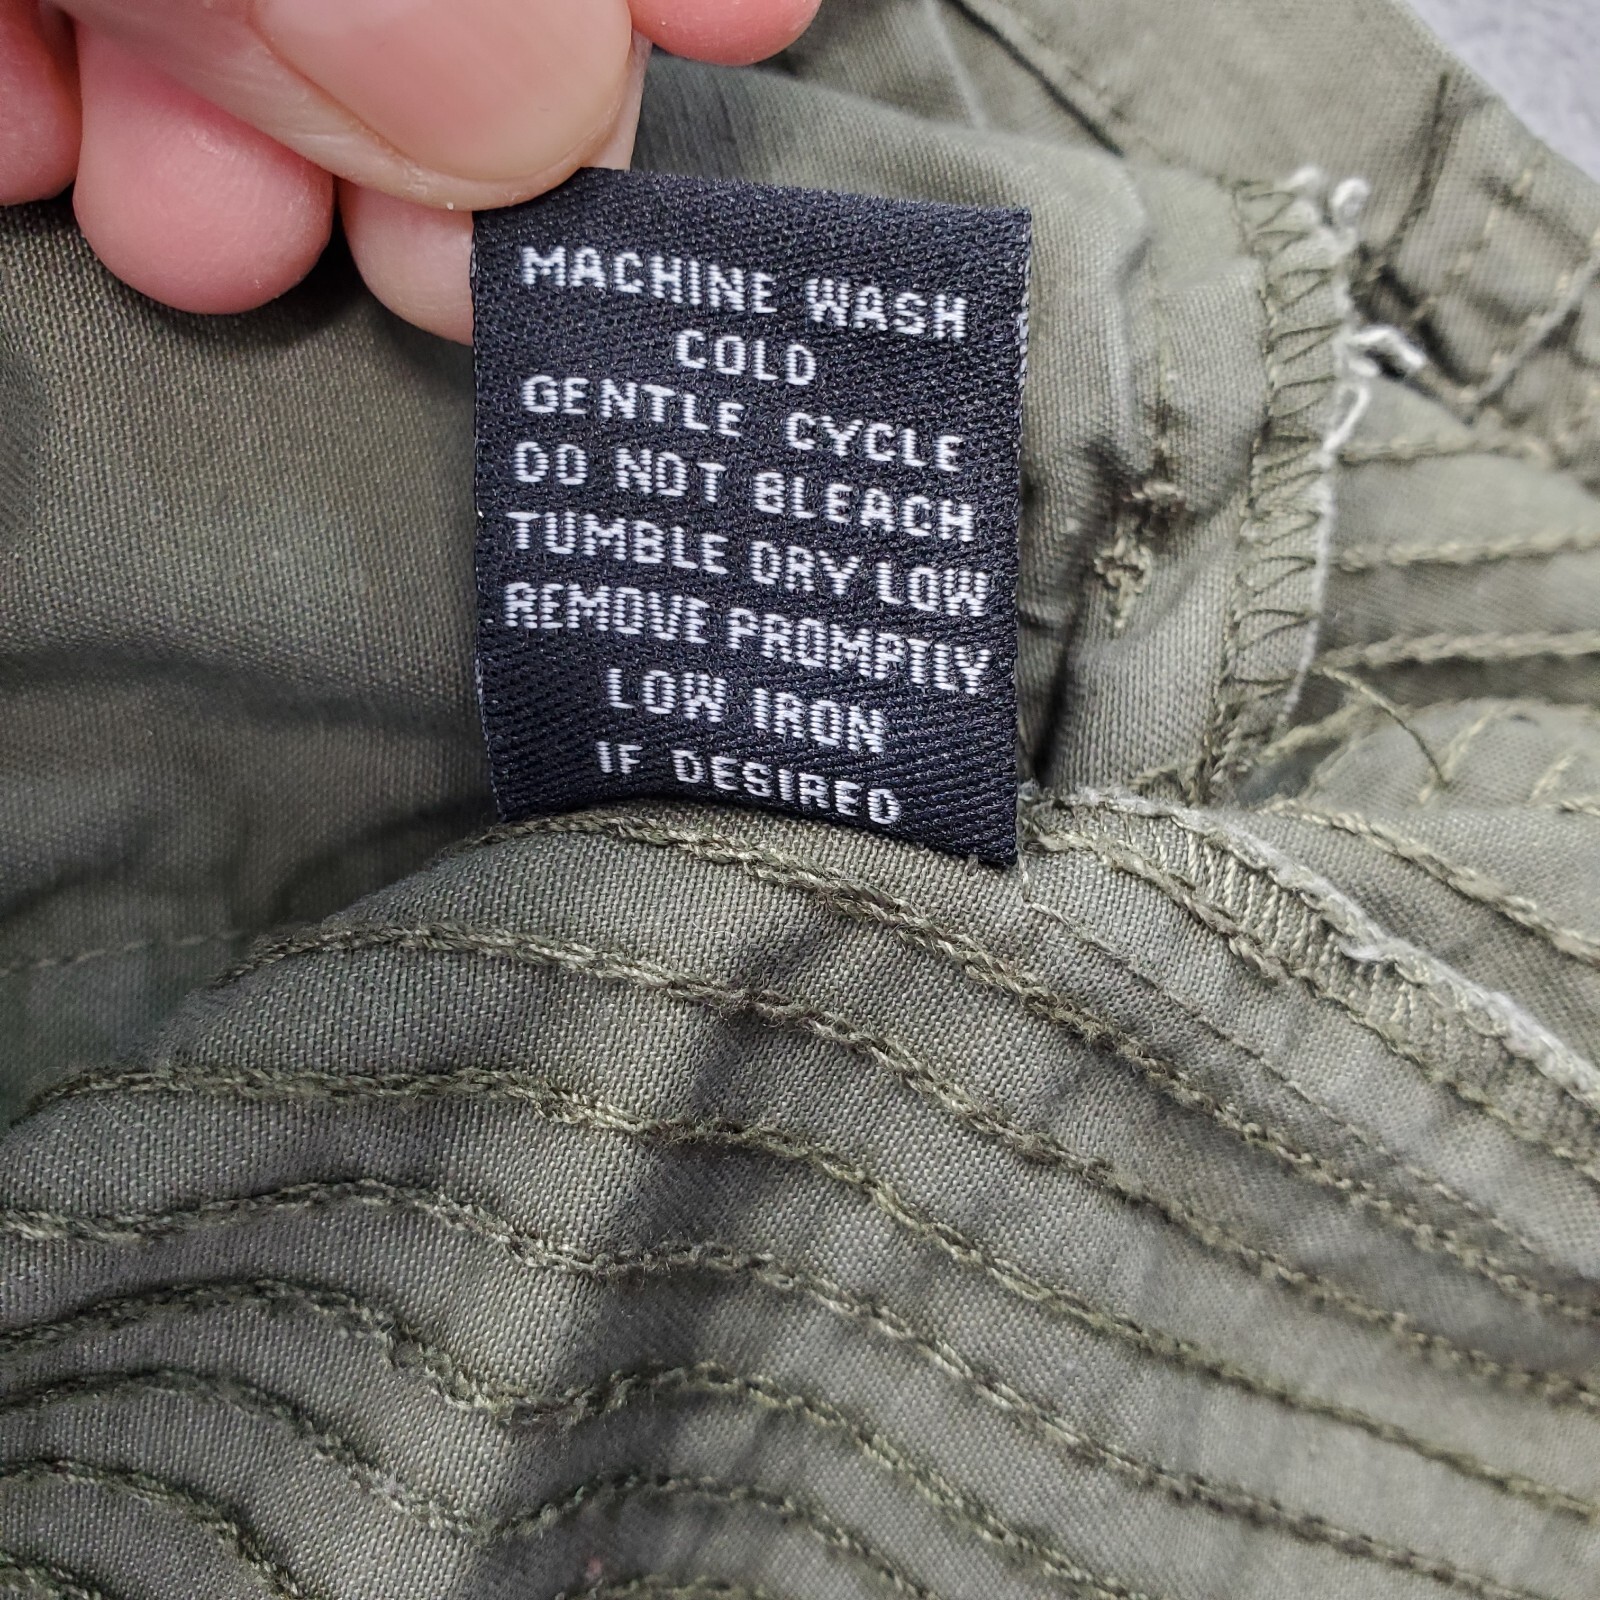 MACHINE WASH
COLD
GENTLE CYCLE
DO NOT BLEACH
TUMBLE DRY LOW
REMOVE PROMPTLY
LOW IRON
IF DESIRED